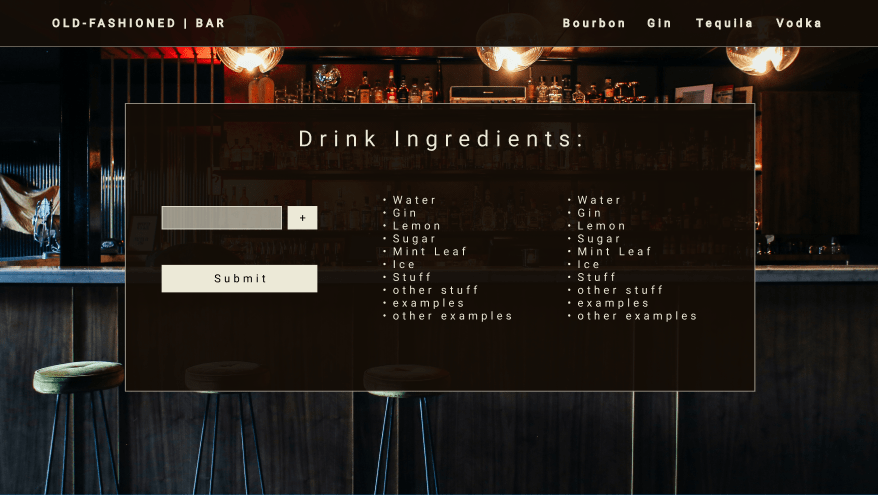 OLD-FASHIONED | BAR
Bourbon Gin Tequila Vodka
Drink Ingredients:
+
Submit
• Water
• Gin
• Lemon
• Sugar
• Mint Leaf
• Ice
• Stuff
• other stuff
• examples
• other examples
• Water
• Gin
• Lemon
• Sugar
• Mint Leaf
• Ice
• Stuff
• other stuff
• examples
• other examples